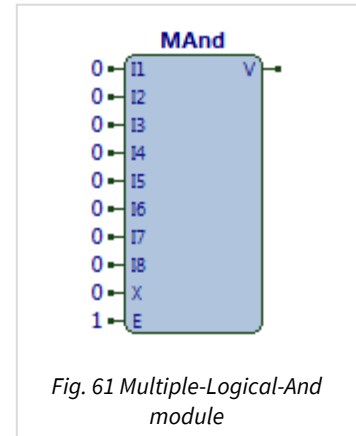 MAnd
0 I1 V
0 I2
0 I3
0 I4
0 I5
0 I6
0 I7
0 I8
0 X
1 E
Fig. 61 Multiple-Logical-And
module